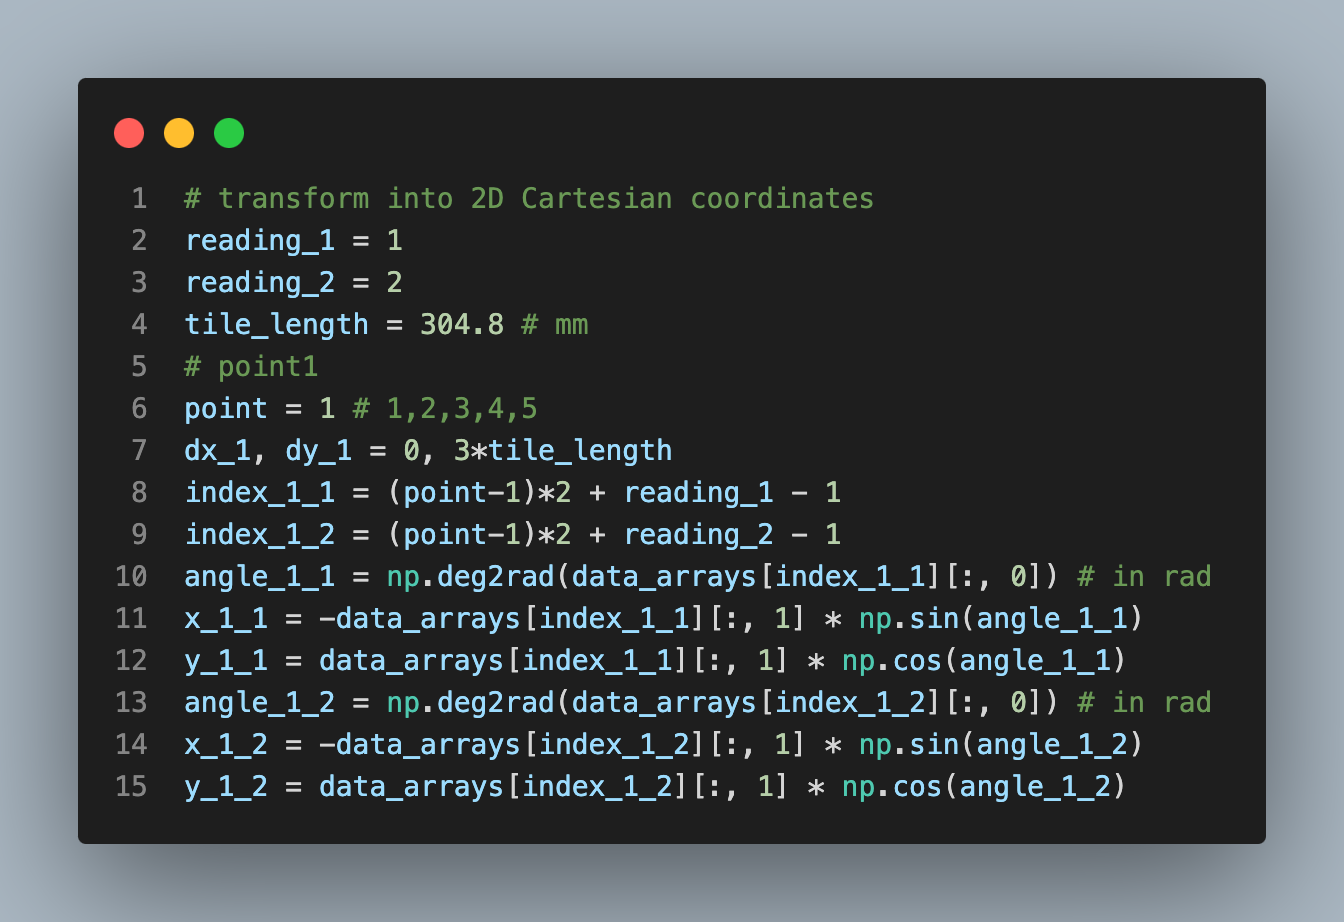 1 # transform into 2D Cartesian coordinates
2 reading_1 = 1
3 reading_2 = 2
4 tile_length = 304.8 # mm
5 # point1
6 point = 1 # 1,2,3,4,5
7 dx_1, dy_1 = 0, 3*tile_length
8 index_1_1 = (point-1)*2 + reading_1 - 1
9 index_1_2 = (point-1)*2 + reading_2 - 1
10 angle_1_1 = np.deg2rad(data_arrays[index_1_1][:, 0]) # in rad
11 x_1_1 = -data_arrays[index_1_1][:, 1] * np.sin(angle_1_1)
12 y_1_1 = data_arrays[index_1_1][:, 1] * np.cos(angle_1_1)
13 angle_1_2 = np.deg2rad(data_arrays[index_1_2][:, 0]) # in rad
14 x_1_2 = -data_arrays[index_1_2][:, 1] * np.sin(angle_1_2)
15 y_1_2 = data_arrays[index_1_2][:, 1] * np.cos(angle_1_2)